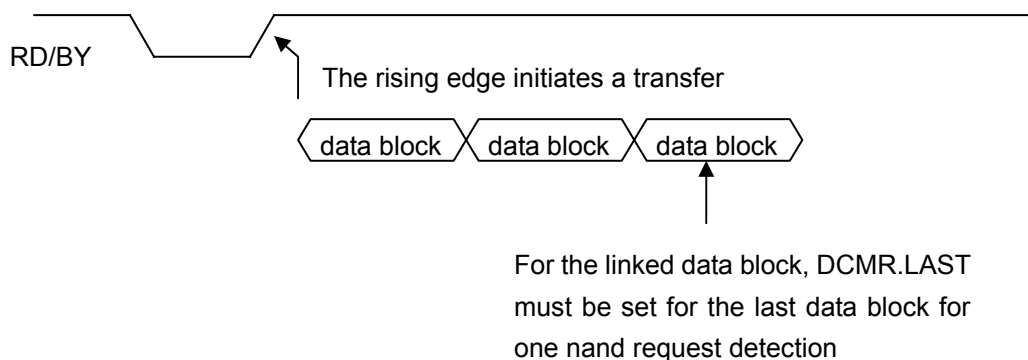 RD/BY
The rising edge initiates a transfer
data block data block data block
For the linked data block, DCMR.LAST
must be set for the last data block for
one nand request detection